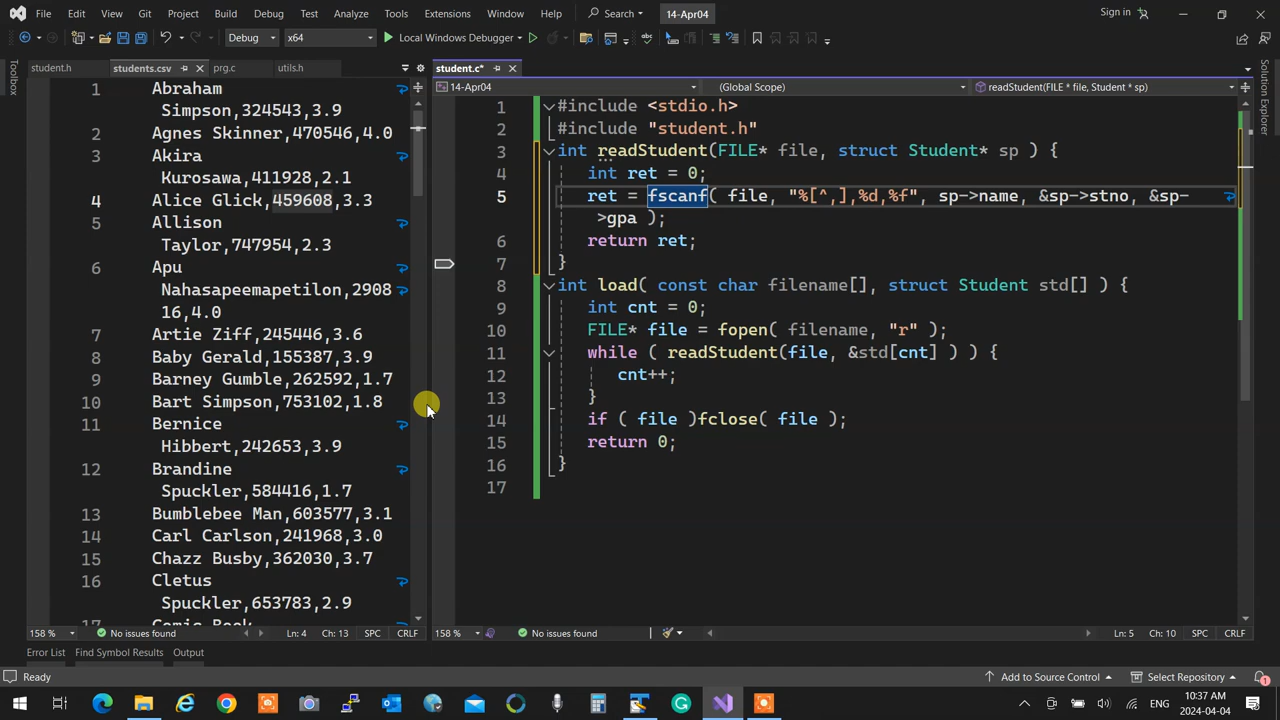 File Edit View Git Project Build Debug Test Analyze Tools Extensions Window Help Search 14-Apr04 Sign in
Debug x64 Local Windows Debugger
student.h students.csv prg.c utils.h student.c*
14-Apr04 (Global Scope) readStudent(FILE * file, Student * sp)
Toolbox
Solution Explorer
1 Abraham
Simpson,324543,3.9
2 Agnes Skinner,470546,4.0
3 Akira
Kurosawa,411928,2.1
4 Alice Glick,459608,3.3
5 Allison
Taylor,747954,2.3
6 Apu
Nahasapeemapetilon,2908
16,4.0
7 Artie Ziff,245446,3.6
8 Baby Gerald,155387,3.9
9 Barney Gumble,262592,1.7
10 Bart Simpson,753102,1.8
11 Bernice
Hibbert,242653,3.9
12 Brandine
Spuckler,584416,1.7
13 Bumblebee Man,603577,3.1
14 Carl Carlson,241968,3.0
15 Chazz Busby,362030,3.7
16 Cletus
Spuckler,653783,2.9
17 Comic Book
1 #include <stdio.h>
2 #include "student.h"
3 int readStudent(FILE* file, struct Student* sp ) {
4 int ret = 0;
5 ret = fscanf( file, "%[^,],%d,%f", sp->name, &sp->stno, &sp-
>gpa );
6 return ret;
7 }
8 int load( const char filename[], struct Student std[] ) {
9 int cnt = 0;
10 FILE* file = fopen( filename, "r" );
11 while ( readStudent(file, &std[cnt] ) ) {
12 cnt++;
13 }
14 if ( file )fclose( file );
15 return 0;
16 }
17
158 % No issues found Ln: 4 Ch: 13 SPC CRLF
158 % No issues found Ln: 5 Ch: 10 SPC CRLF
Error List Find Symbol Results Output
Ready Add to Source Control Select Repository 1
ENG 10:37 AM
2024-04-04